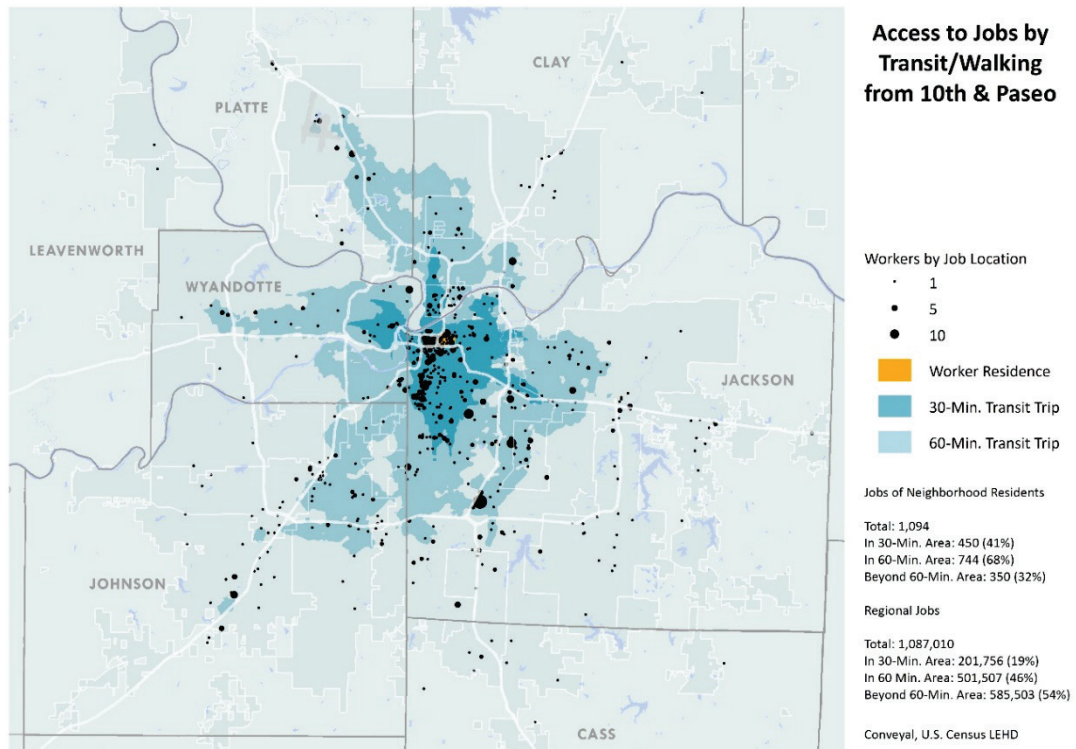 Access to Jobs by
Transit/Walking
from 10th & Paseo
CLAY
PLATTE
LEAVENWORTH
WYANDOTTE
JACKSON
JOHNSON
CASS
Workers by Job Location
1
5
10
Worker Residence
30-Min. Transit Trip
60-Min. Transit Trip
Jobs of Neighborhood Residents
Total: 1,094
In 30-Min. Area: 450 (41%)
In 60-Min. Area: 744 (68%)
Beyond 60-Min. Area: 350 (32%)
Regional Jobs
Total: 1,087,010
In 30-Min. Area: 201,756 (19%)
In 60 Min. Area: 501,507 (46%)
Beyond 60-Min. Area: 585,503 (54%)
Conveyal, U.S. Census LEHD